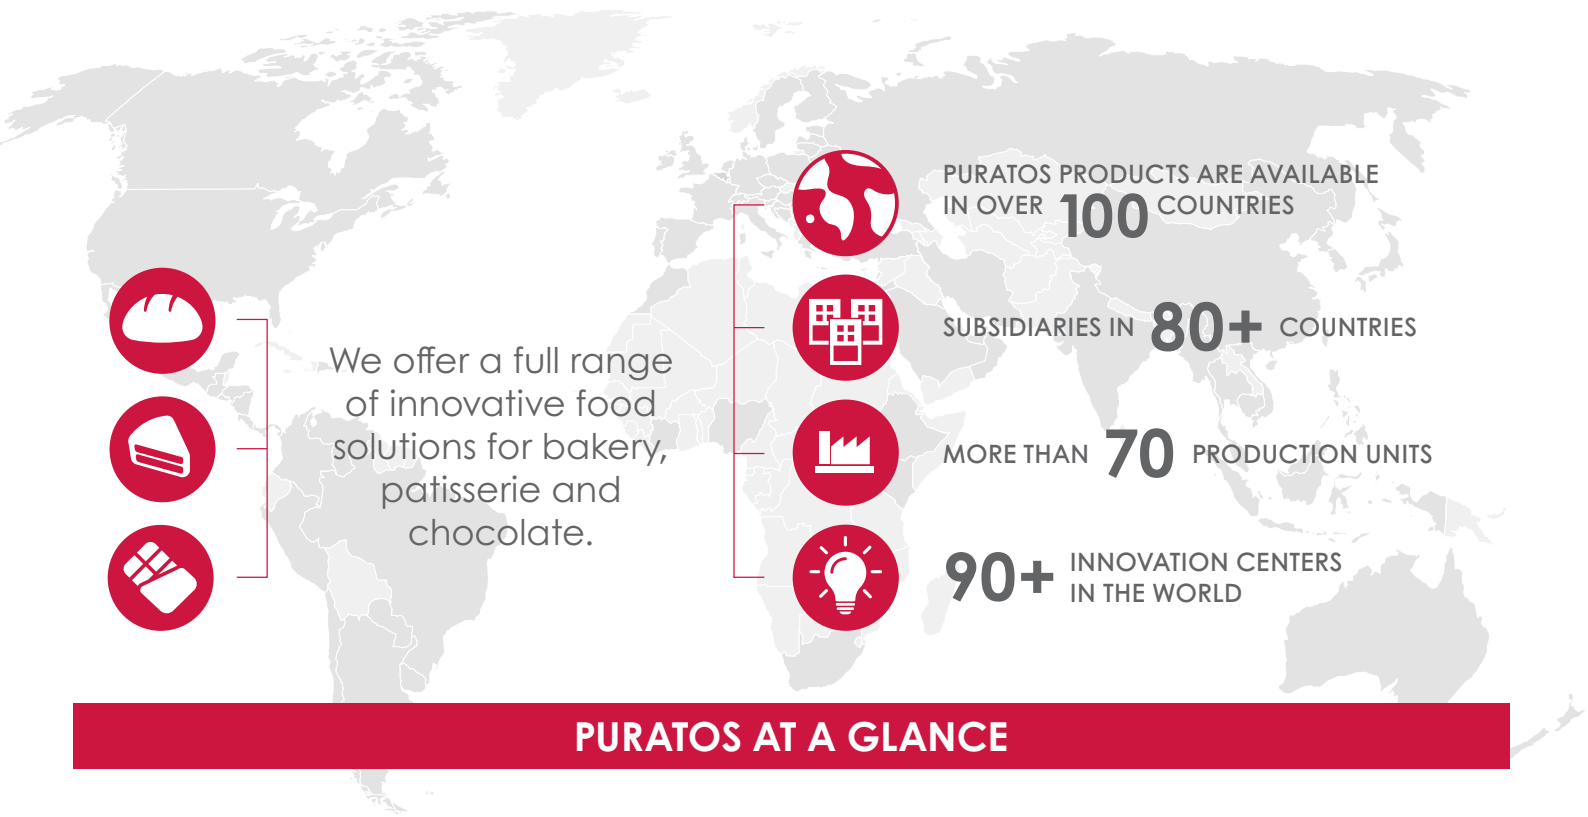 We offer a full range
of innovative food
solutions for bakery,
patisserie and
chocolate.
PURATOS PRODUCTS ARE AVAILABLE
IN OVER 100 COUNTRIES
SUBSIDIARIES IN 80+ COUNTRIES
MORE THAN 70 PRODUCTION UNITS
90+ INNOVATION CENTERS
IN THE WORLD
PURATOS AT A GLANCE